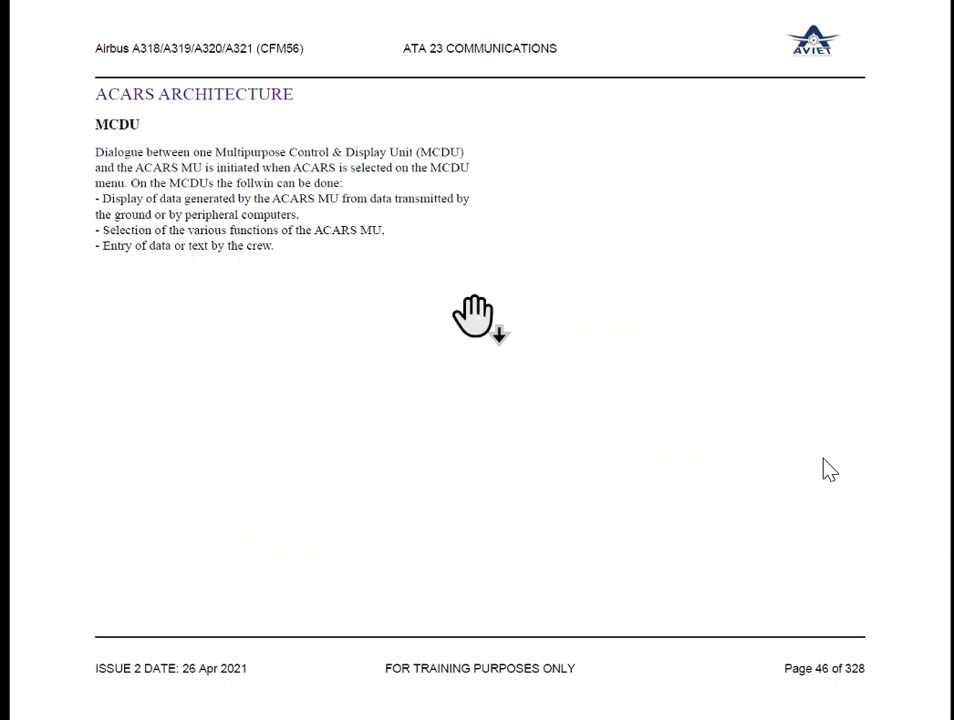 Airbus A318/A319/A320/A321 (CFM56)
ATA 23 COMMUNICATIONS
AVIET
ACARS ARCHITECTURE
MCDU
Dialogue between one Multipurpose Control & Display Unit (MCDU)
and the ACARS MU is initiated when ACARS is selected on the MCDU
menu. On the MCDUs the follwin can be done:
- Display of data generated by the ACARS MU from data transmitted by
the ground or by peripheral computers,
- Selection of the various functions of the ACARS MU,
- Entry of data or text by the crew.
ISSUE 2 DATE: 26 Apr 2021
FOR TRAINING PURPOSES ONLY
Page 46 of 328